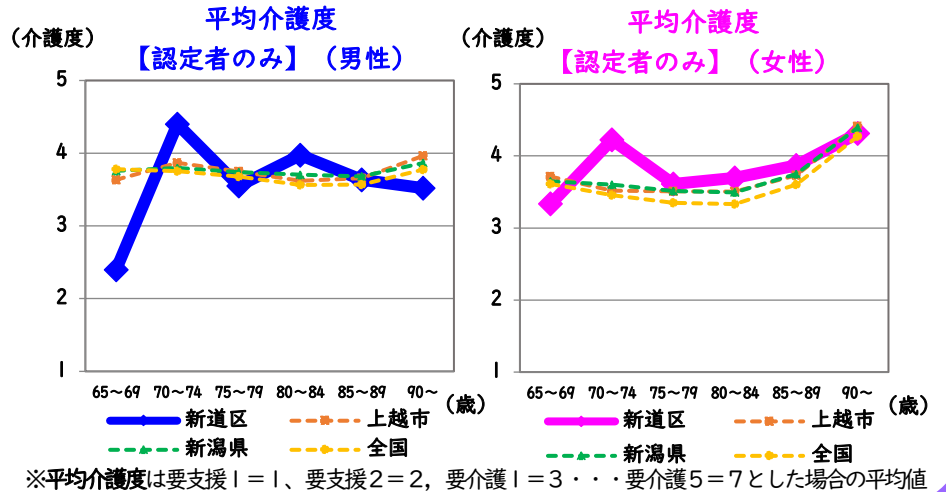 平均介護度
【認定者のみ】（男性）
（介護度）
5
4
3
2
1
65～69 70～74 75～79 80～84 85～89 90～
（歳）
新道区 上越市
新潟県 全国
平均介護度
【認定者のみ】（女性）
（介護度）
5
4
3
2
1
65～69 70～74 75～79 80～84 85～89 90～
（歳）
新道区 上越市
新潟県 全国
※平均介護度は要支援１＝１、要支援２＝２，要介護１＝３・・・要介護５＝７とした場合の平均値